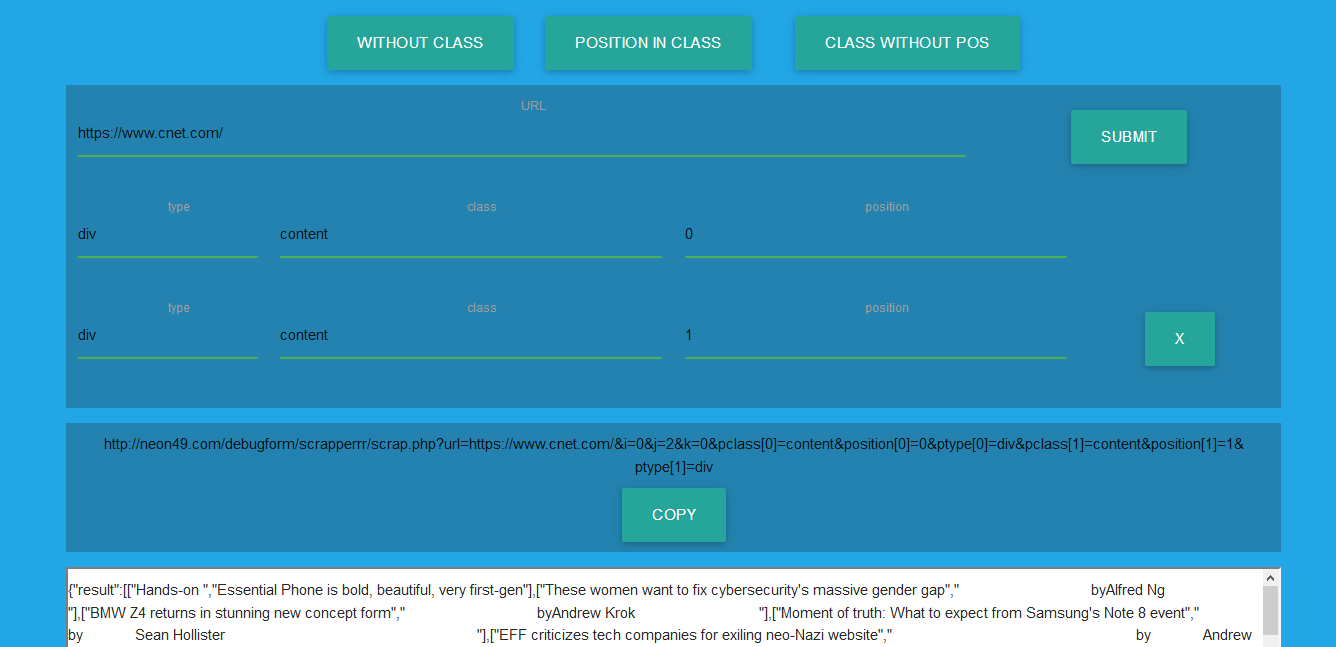 WITHOUT CLASS POSITION IN CLASS CLASS WITHOUT POS
URL
https://www.cnet.com/
SUBMIT
type class position
div content 0
type class position
div content 1
X
http://neon49.com/debugform/scrapperrr/scrap.php?url=https://www.cnet.com/&i=0&j=2&k=0&pclass[0]=content&position[0]=0&ptype[0]=div&pclass[1]=content&position[1]=1&
ptype[1]=div
COPY
{"result":[["Hands-on ","Essential Phone is bold, beautiful, very first-gen"],["These women want to fix cybersecurity's massive gender gap"," byAlfred Ng
"],["BMW Z4 returns in stunning new concept form"," byAndrew Krok "],["Moment of truth: What to expect from Samsung's Note 8 event","
by Sean Hollister "],["EFF criticizes tech companies for exiling neo-Nazi website"," by Andrew